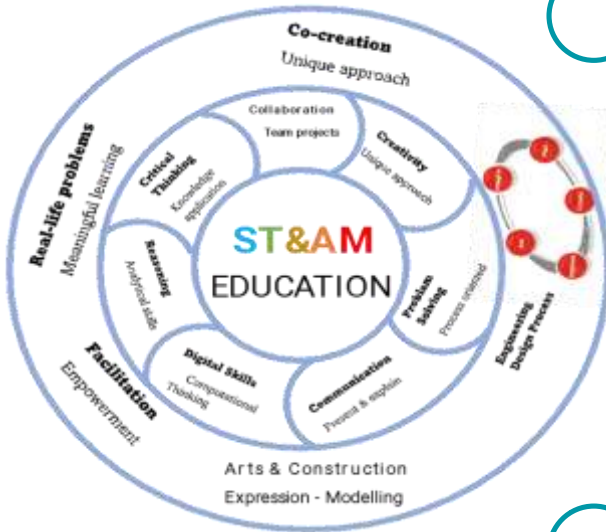 Co-creation
Unique approach
Collaboration
Team projects
Creativity
Unique approach
Critical
Thinking
Knowledge
application
Real-life problems
Meaningful learning
ST&AM
EDUCATION
Reasoning
Analytical skills
Problem
Solving
Process oriented
Engineering
Design Process
Digital Skills
Computational
Thinking
Communication
Present & explain
Facilitation
Empowerment
Arts & Construction
Expression - Modelling